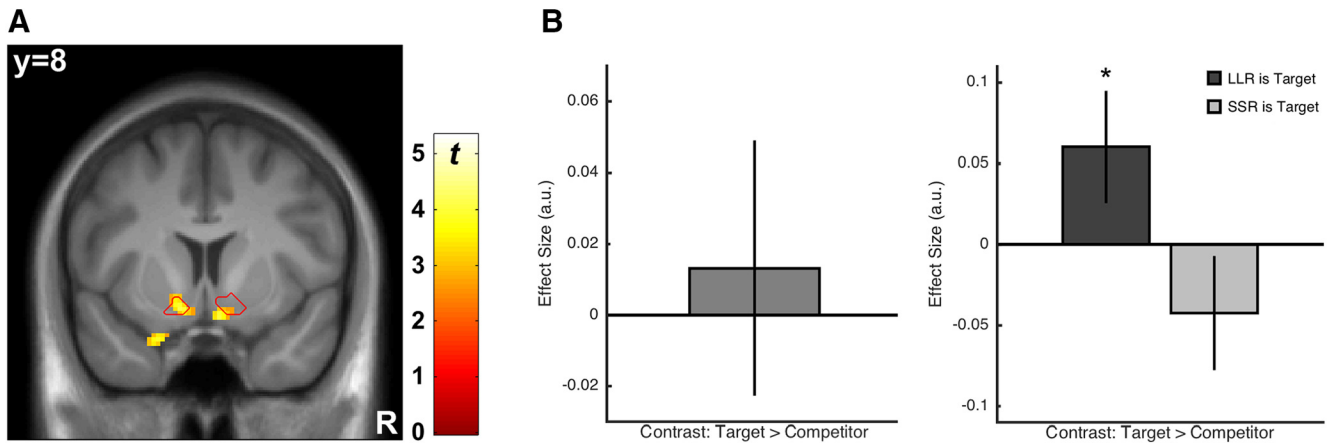 A
y=8
R
t
5
4
3
2
1
0
B
Effect Size (a.u.)
0.06
0.04
0.02
0
-0.02
Contrast: Target > Competitor
Effect Size (a.u.)
0.1
0.05
0
-0.05
-0.1
*
LLR is Target
SSR is Target
Contrast: Target > Competitor